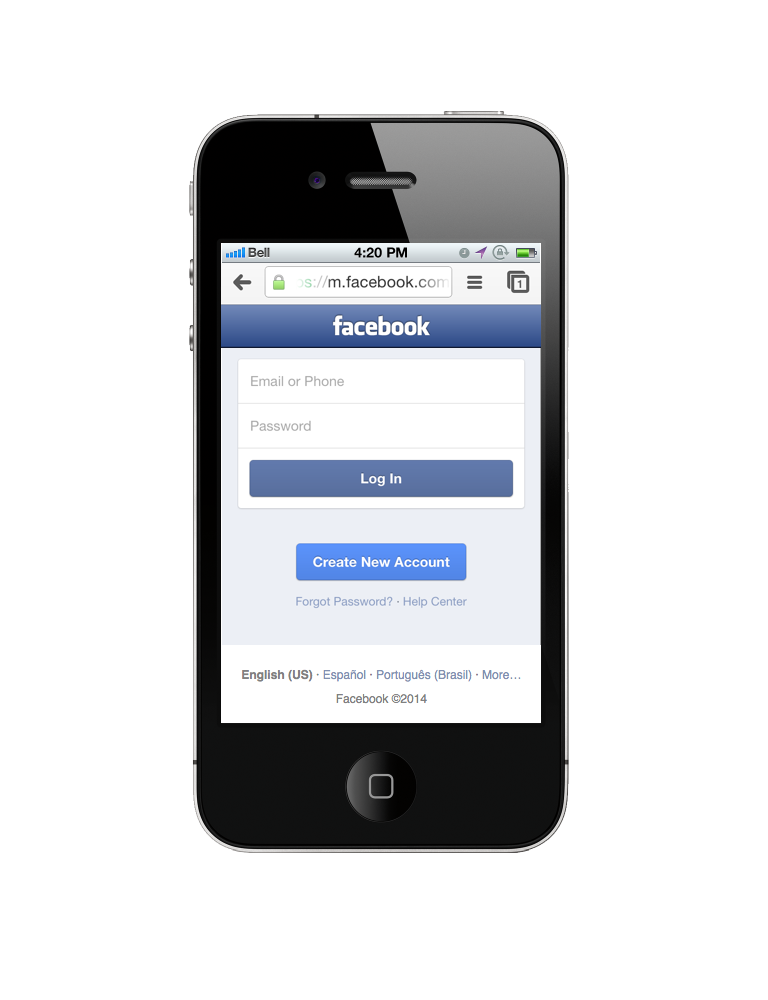 Bell 4:20 PM
ps://m.facebook.com 1
facebook
Email or Phone
Password
Log In
Create New Account
Forgot Password? · Help Center
English (US) · Español · Português (Brasil) · More…
Facebook ©2014